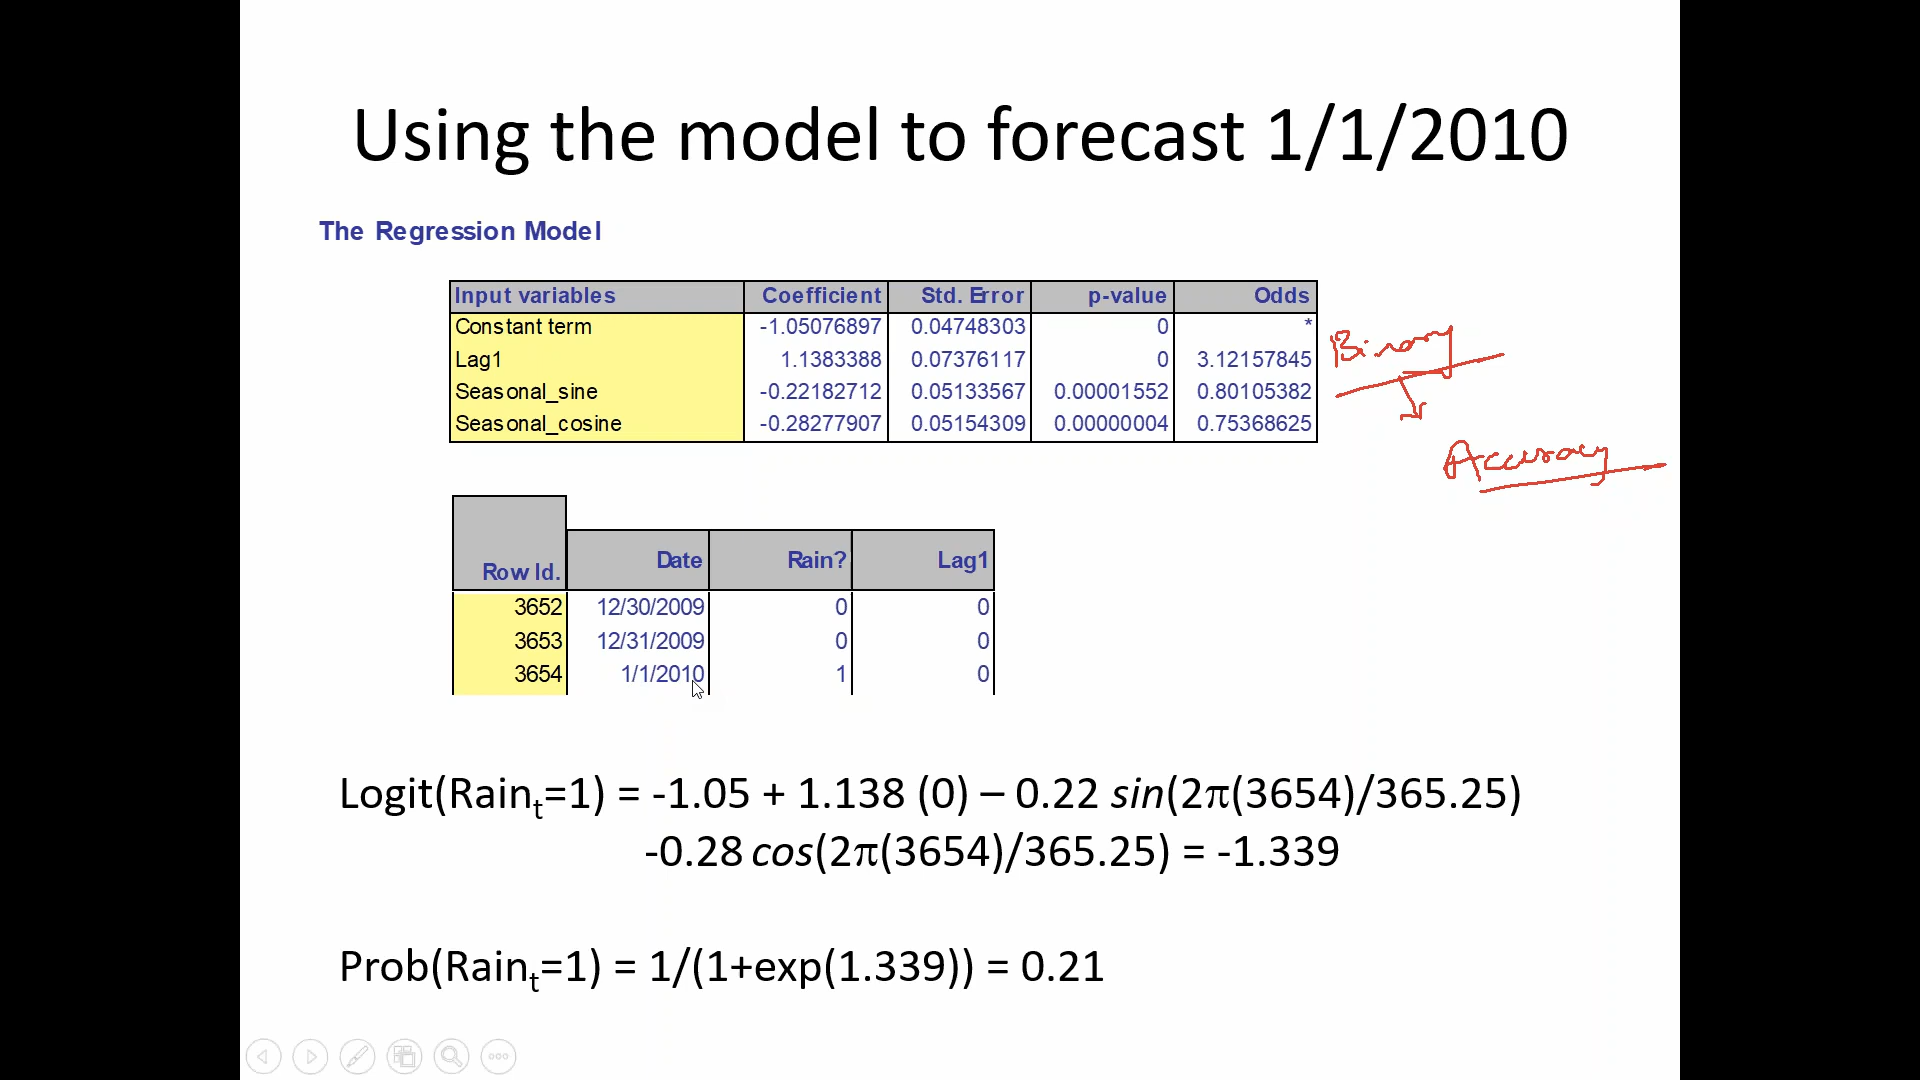 Using the model to forecast 1/1/2010
The Regression Model
Input variables Coefficient Std. Error p-value Odds
Constant term -1.05076897 0.04748303 0 *
Lag1 1.1383388 0.07376117 0 3.12157845
Seasonal_sine -0.22182712 0.05133567 0.00001552 0.80105382
Seasonal_cosine -0.28277907 0.05154309 0.00000004 0.75368625
Binary
Accuracy
Row Id. Date Rain? Lag1
3652 12/30/2009 0 0
3653 12/31/2009 0 0
3654 1/1/2010 1 0
Logit(Rainₜ=1) = -1.05 + 1.138 (0) – 0.22 sin(2π(3654)/365.25)
-0.28 cos(2π(3654)/365.25) = -1.339
Prob(Rainₜ=1) = 1/(1+exp(1.339)) = 0.21